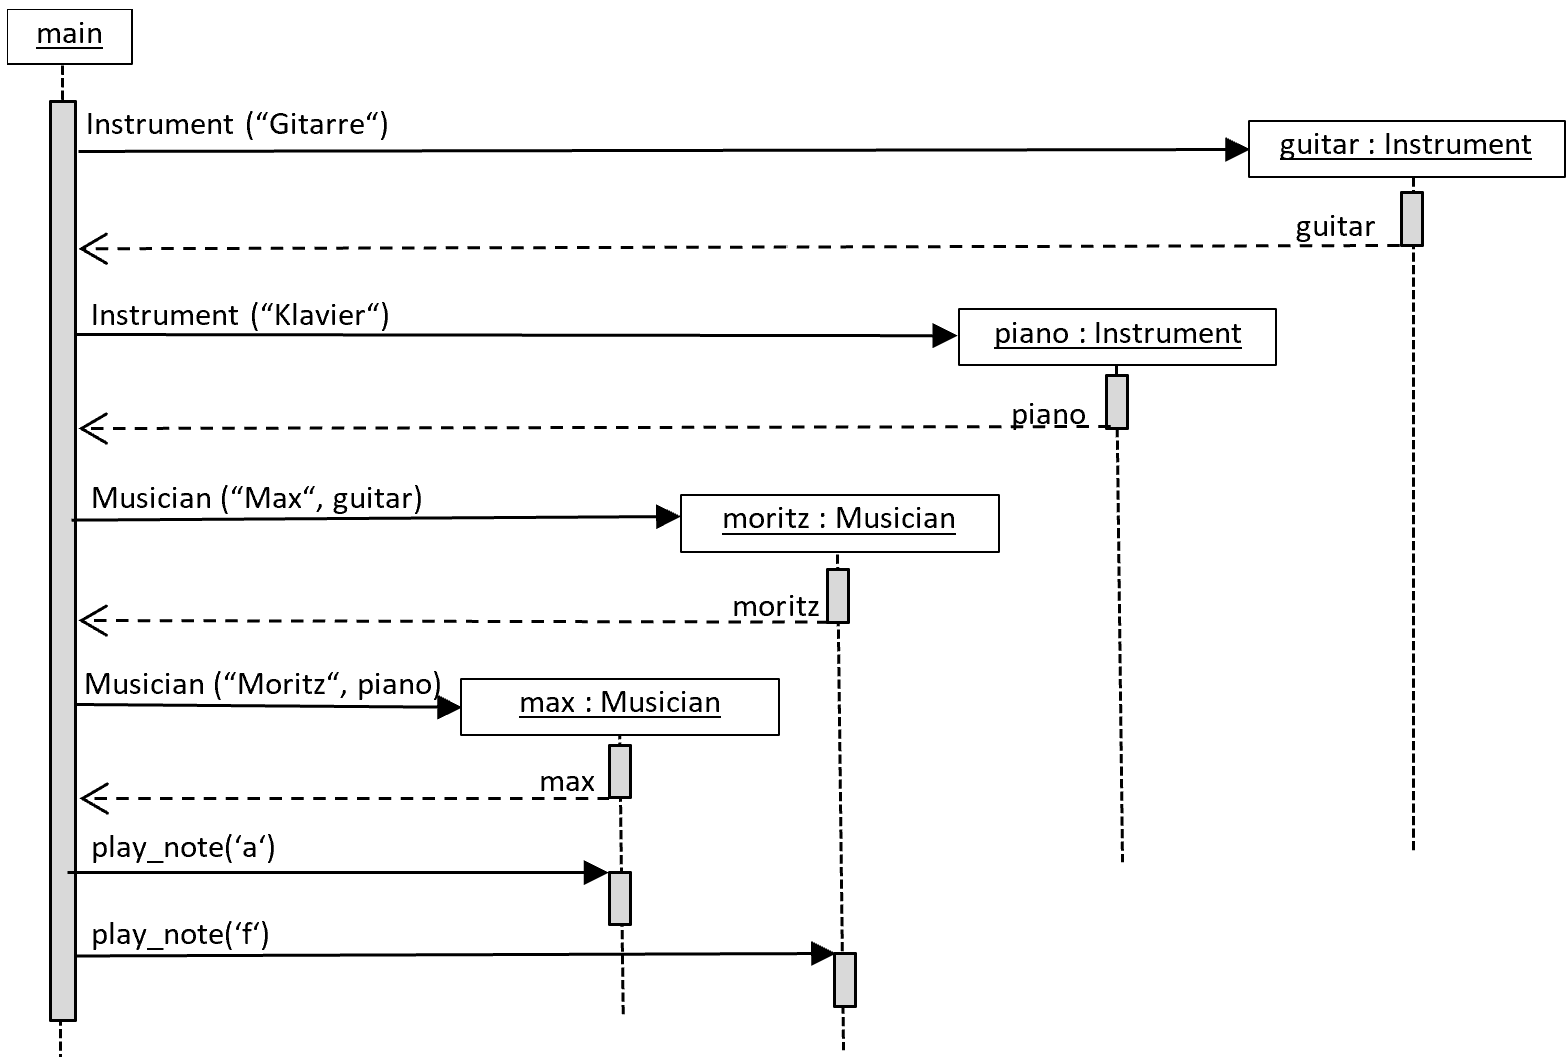 main
Instrument (“Gitarre“)
guitar : Instrument
guitar
Instrument (“Klavier“)
piano : Instrument
piano
Musician (“Max“, guitar)
moritz : Musician
moritz
Musician (“Moritz“, piano)
max : Musician
max
play_note(‘a‘)
play_note(‘f‘)